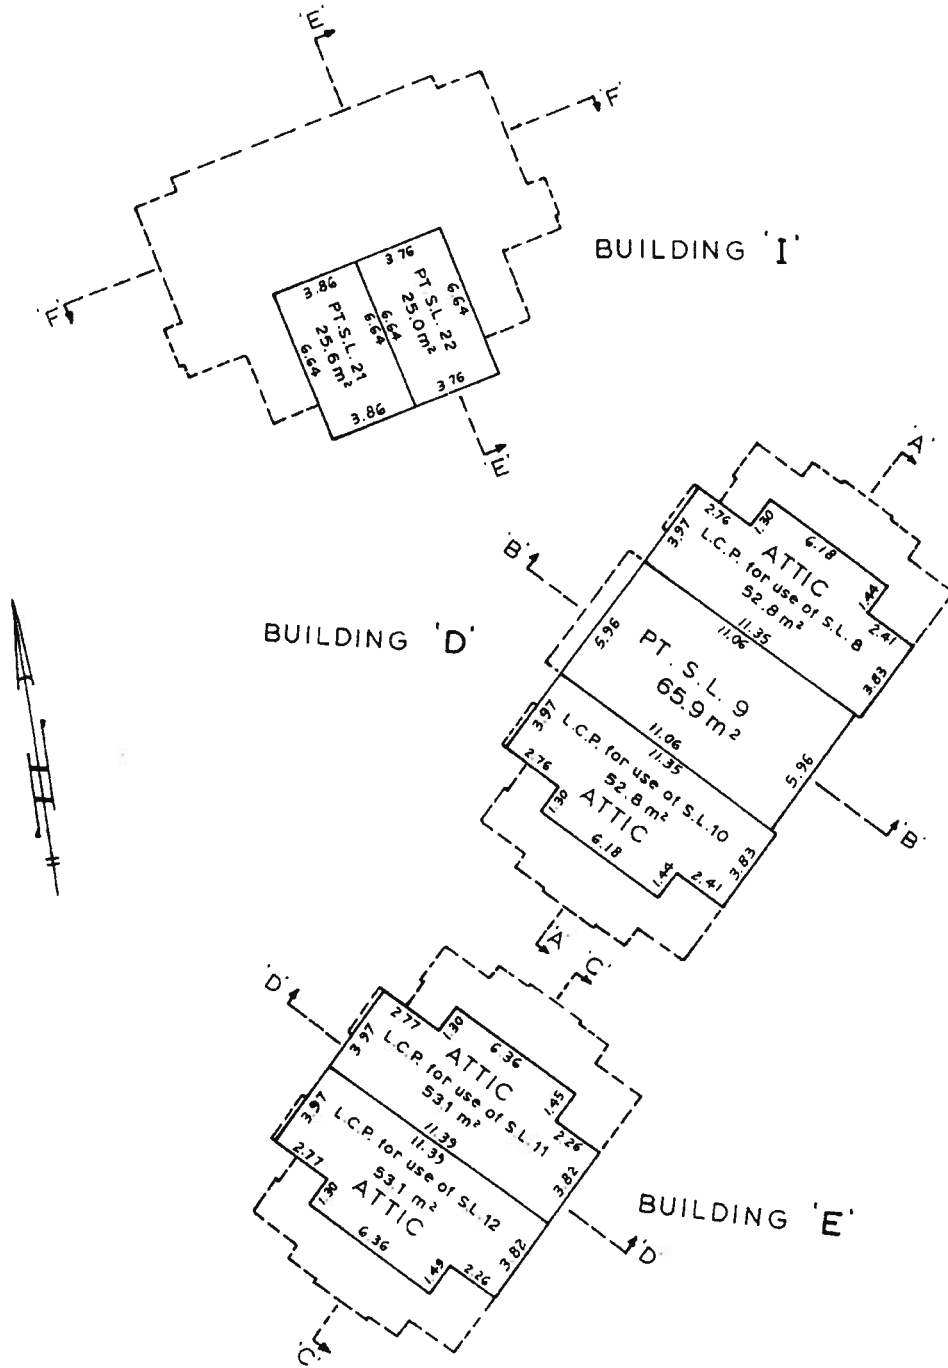 'E'
'F'
BUILDING 'I'
3.76
6.64
PT. S.L. 22
25.0 m²
6.64
3.76
3.86
6.64
PT. S.L. 21
25.6 m²
6.64
3.86
'F'
'E'
'A'
'B'
BUILDING 'D'
2.76
1.30
6.18
3.97
ATTIC
L.C.P. for use of S.L. 8
52.8 m²
1.44
2.41
11.35
3.83
11.06
5.96
PT. S.L. 9
65.9 m²
11.06
5.96
11.35
3.97
L.C.P. for use of S.L. 10
52.8 m²
ATTIC
2.76
1.30
6.18
1.44
2.41
3.83
'B'
'A'
'C'
'D'
2.77
1.30
6.36
3.97
ATTIC
L.C.P. for use of S.L. 11
53.1 m²
1.45
2.26
11.39
3.82
11.39
3.97
L.C.P. for use of S.L. 12
53.1 m²
ATTIC
2.77
1.30
6.36
1.45
2.26
3.82
BUILDING 'E'
'D'
'C'